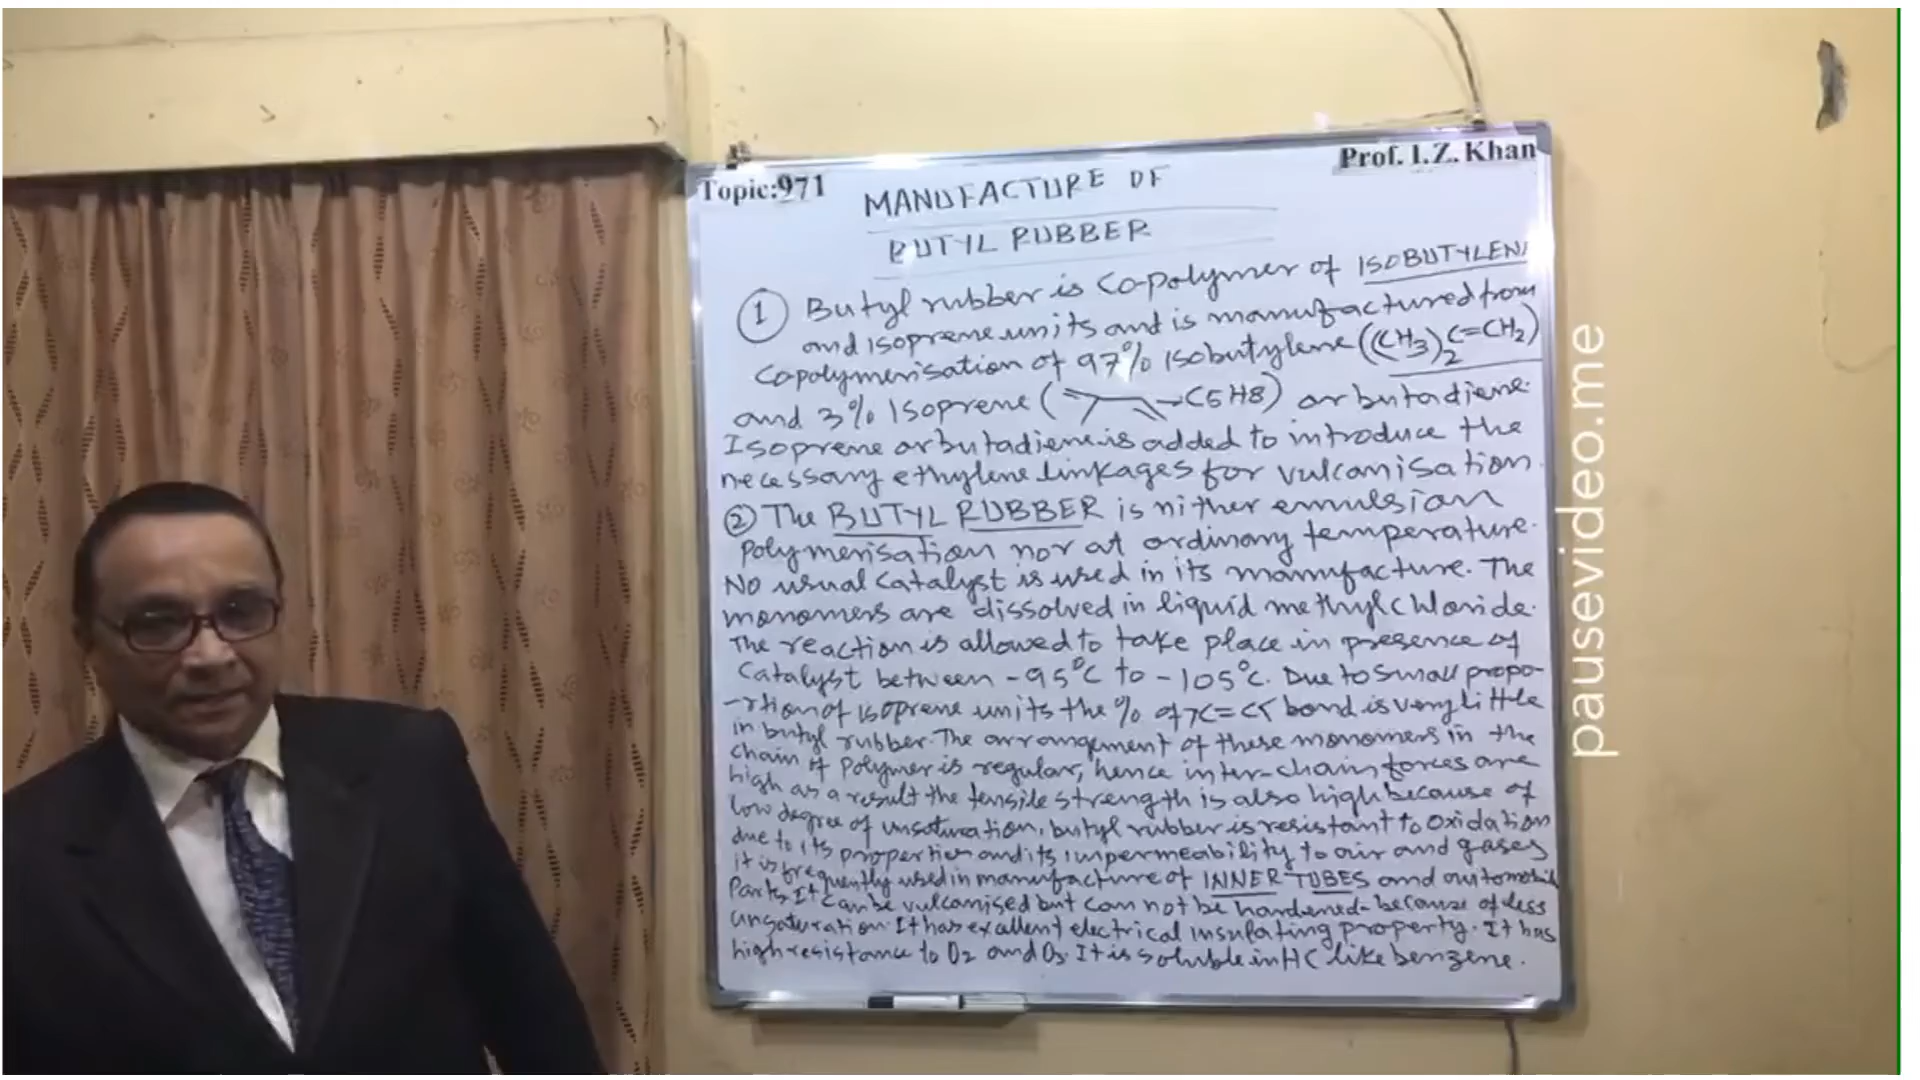 Topic:971
Prof. I.Z. Khan
MANUFACTURE OF
BUTYL RUBBER
① Butyl rubber is Copolymer of ISOBUTYLENE
and isoprene units and is manufactured from
Copolymerisation of 97% Isobutylene ((CH3)2C=CH2)
and 3% Isoprene ( →C5H8) or butadiene.
Isoprene or butadiene is added to introduce the
necessary ethylene linkages for vulcanisation.
② The BUTYL RUBBER is nither emulsion
polymerisation nor at ordinary temperature.
No usual catalyst is used in its manufacture. The
monomers are dissolved in liquid methyl chloride.
The reaction is allowed to take place in presence of
Catalyst between -95°C to -105°C. Due to small propo-
-rtion of isoprene units the % of >C=C< bond is very little
in butyl rubber. The arrangement of these monomers in the
chain of Polymer is regular, hence inter-chain forces are
high as a result the tensile strength is also high because of
low degree of unsaturation, butyl rubber is resistant to oxidation
due to its properties and its impermeability to air and gases
it is frequently used in manufacture of INNER TUBES and automobile
Parts. It can be vulcanised but can not be hardened because of less
unsaturation. It has excellent electrical insulating property. It has
high resistance to O2 and O3. It is soluble in HC like benzene.
pausevideo.me